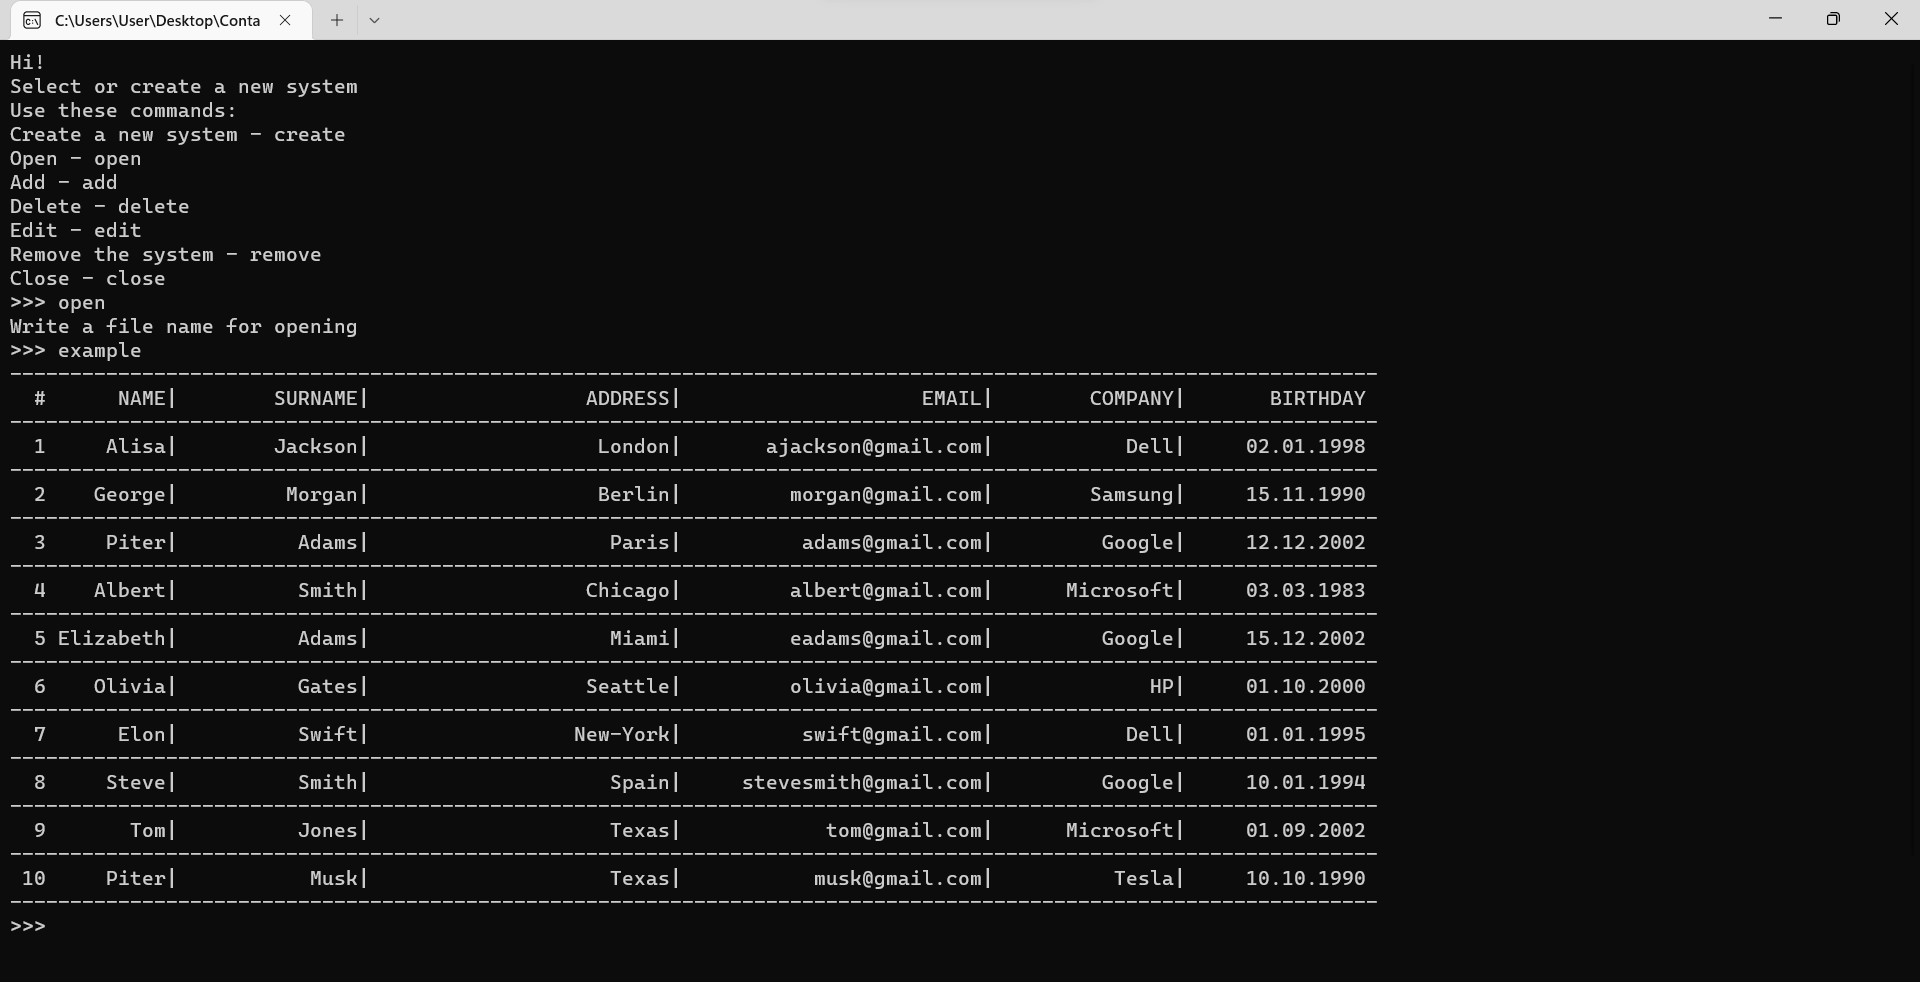 C:\Users\User\Desktop\Conta
Hi!
Select or create a new system
Use these commands:
Create a new system - create
Open - open
Add - add
Delete - delete
Edit - edit
Remove the system - remove
Close - close
>>> open
Write a file name for opening
>>> example
------------------------------------------------------------------------------------------------------------------
  #      NAME|        SURNAME|                  ADDRESS|                    EMAIL|        COMPANY|       BIRTHDAY
------------------------------------------------------------------------------------------------------------------
  1     Alisa|        Jackson|                   London|       ajackson@gmail.com|           Dell|     02.01.1998
------------------------------------------------------------------------------------------------------------------
  2    George|         Morgan|                   Berlin|         morgan@gmail.com|        Samsung|     15.11.1990
------------------------------------------------------------------------------------------------------------------
  3     Piter|          Adams|                    Paris|          adams@gmail.com|         Google|     12.12.2002
------------------------------------------------------------------------------------------------------------------
  4    Albert|          Smith|                  Chicago|         albert@gmail.com|      Microsoft|     03.03.1983
------------------------------------------------------------------------------------------------------------------
  5 Elizabeth|          Adams|                    Miami|         eadams@gmail.com|         Google|     15.12.2002
------------------------------------------------------------------------------------------------------------------
  6    Olivia|          Gates|                  Seattle|         olivia@gmail.com|             HP|     01.10.2000
------------------------------------------------------------------------------------------------------------------
  7      Elon|          Swift|                 New-York|          swift@gmail.com|           Dell|     01.01.1995
------------------------------------------------------------------------------------------------------------------
  8     Steve|          Smith|                    Spain|     stevesmith@gmail.com|         Google|     10.01.1994
------------------------------------------------------------------------------------------------------------------
  9       Tom|          Jones|                    Texas|            tom@gmail.com|      Microsoft|     01.09.2002
------------------------------------------------------------------------------------------------------------------
 10     Piter|           Musk|                    Texas|           musk@gmail.com|          Tesla|     10.10.1990
------------------------------------------------------------------------------------------------------------------
>>>